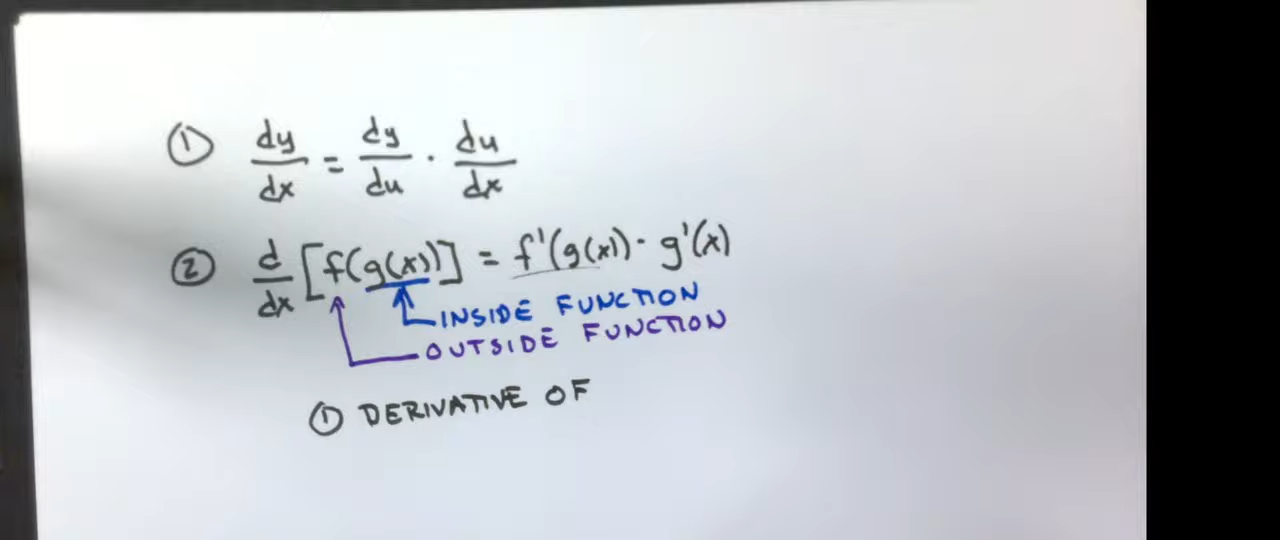 ① dy/dx = dy/du · du/dx
② d/dx [f(g(x))] = f'(g(x)) · g'(x)
INSIDE FUNCTION
OUTSIDE FUNCTION
① DERIVATIVE OF